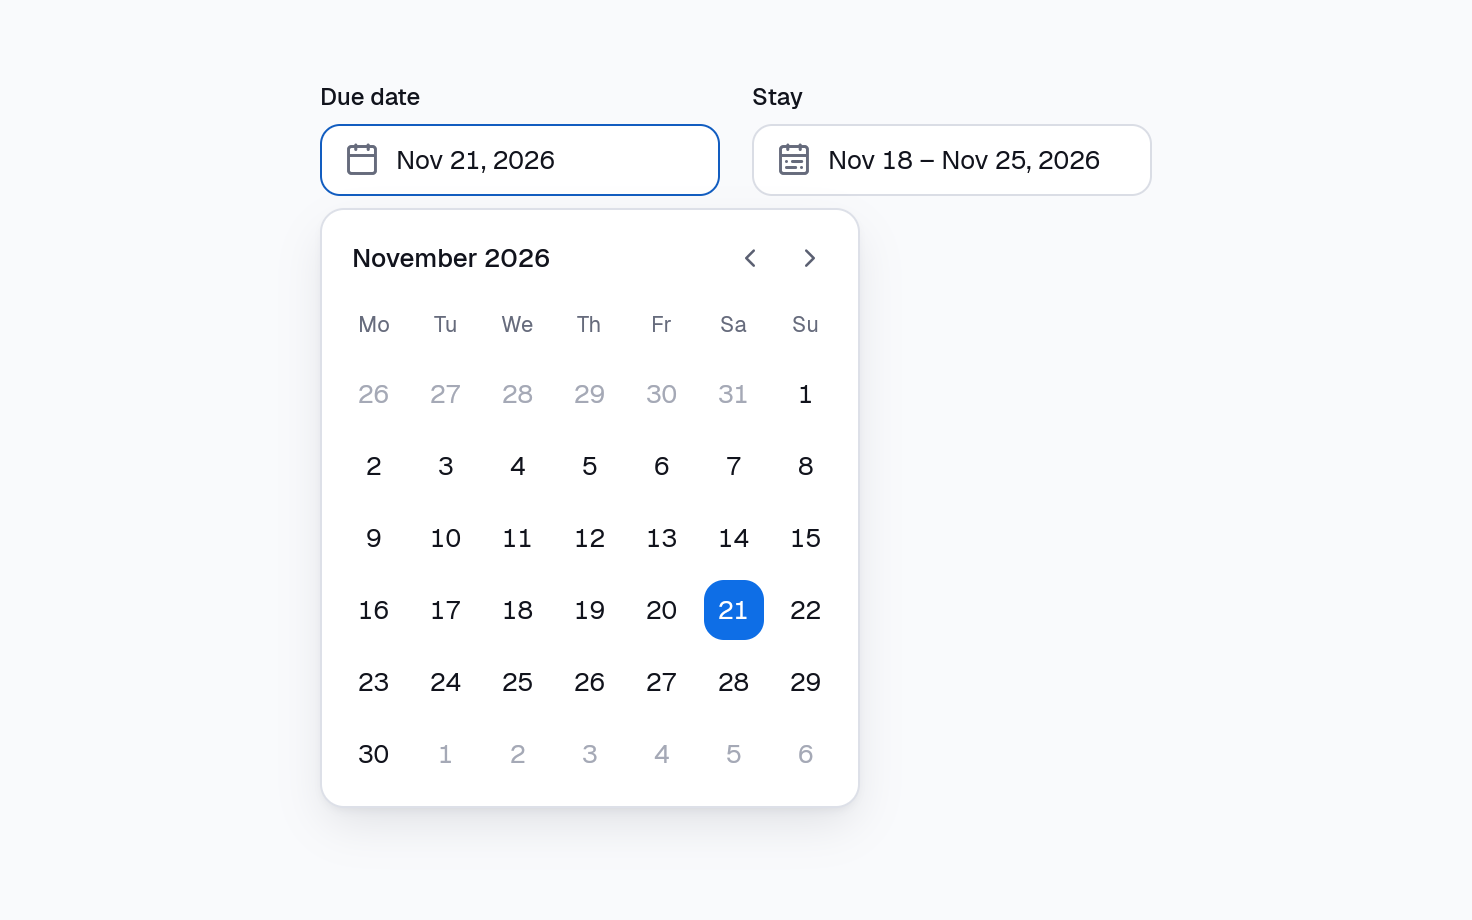 Due date
Stay
Nov 21, 2026
Nov 18 – Nov 25, 2026
November 2026
Mo Tu We Th Fr Sa Su
26 27 28 29 30 31 1
2 3 4 5 6 7 8
9 10 11 12 13 14 15
16 17 18 19 20 21 22
23 24 25 26 27 28 29
30 1 2 3 4 5 6